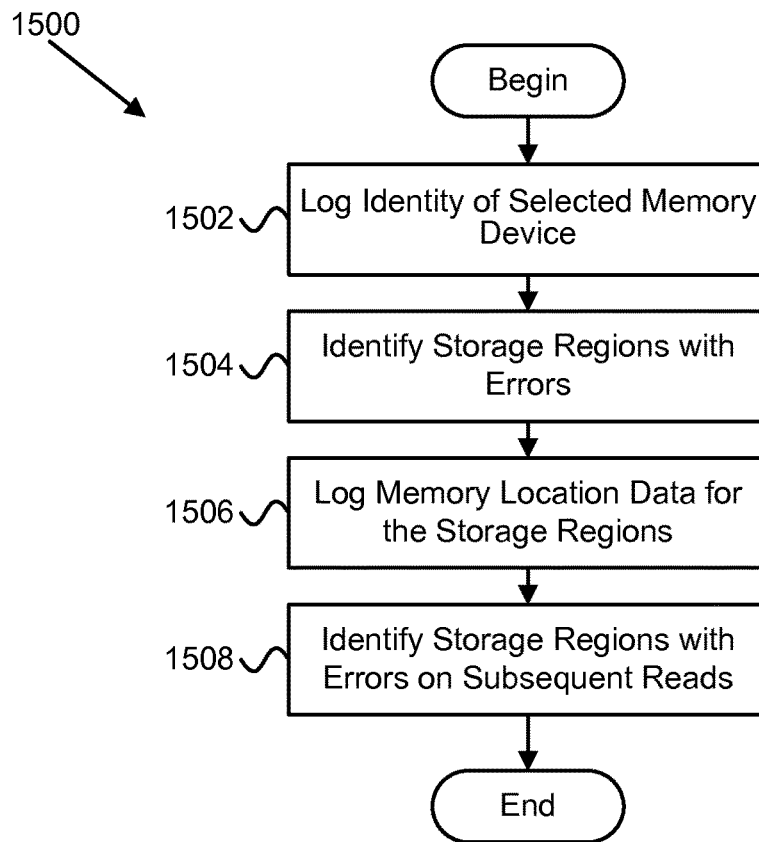 1500
Begin
1502
Log Identity of Selected Memory
Device
1504
Identify Storage Regions with
Errors
1506
Log Memory Location Data for
the Storage Regions
1508
Identify Storage Regions with
Errors on Subsequent Reads
End